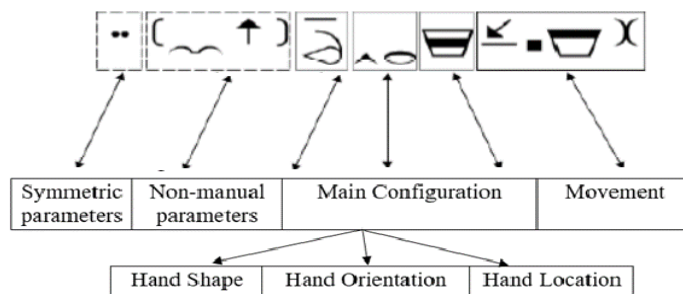 Symmetric parameters
Non-manual parameters
Main Configuration
Movement
Hand Shape
Hand Orientation
Hand Location